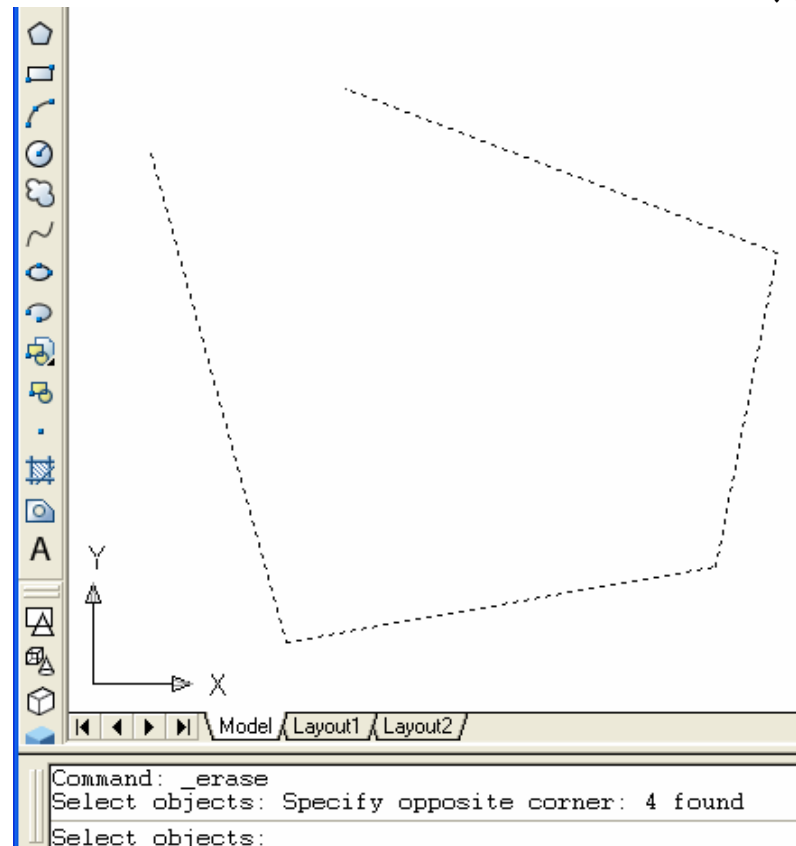 A
Y
X
Model Layout1 Layout2
Command: _erase
Select objects: Specify opposite corner: 4 found
Select objects: